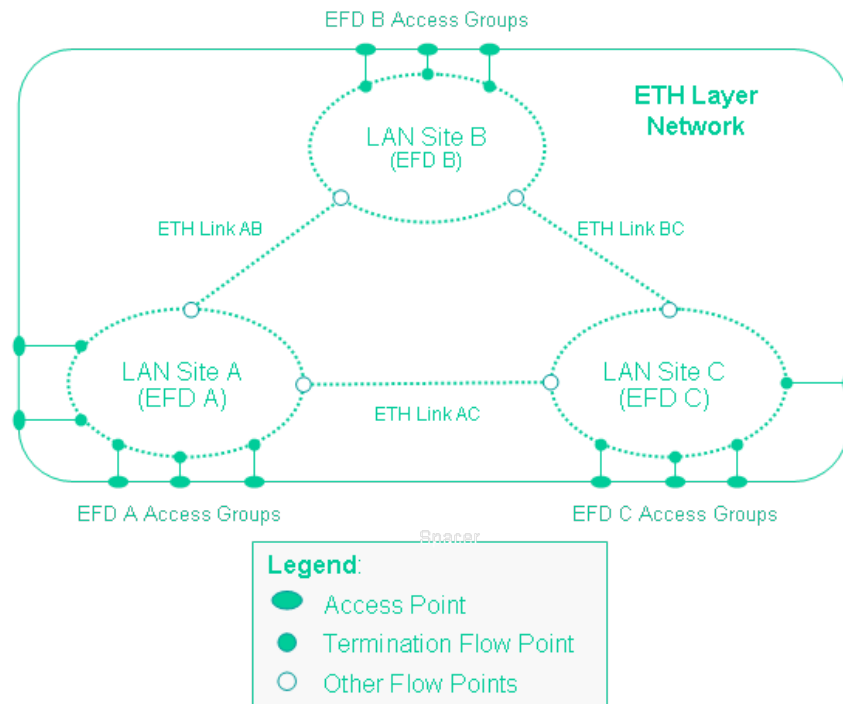 EFD B Access Groups
ETH Layer
Network
LAN Site B
(EFD B)
ETH Link AB
ETH Link BC
LAN Site A
(EFD A)
LAN Site C
(EFD C)
ETH Link AC
EFD A Access Groups
EFD C Access Groups
Spacer
Legend:
Access Point
Termination Flow Point
Other Flow Points